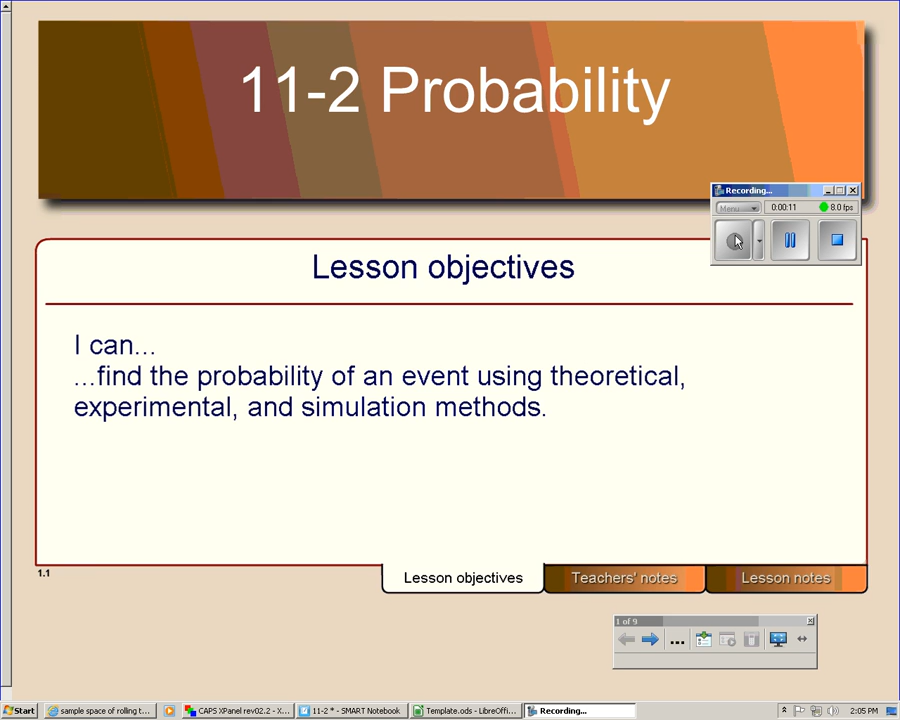 11-2 Probability
Recording...
Menu
0:00:11
8.0 fps
Lesson objectives
I can...
...find the probability of an event using theoretical,
experimental, and simulation methods.
1.1
Lesson objectives
Teachers' notes
Lesson notes
1 of 9
Start
sample space of rolling t...
CAPS XPanel rev02.2 - X...
11-2 * - SMART Notebook
Template.ods - LibreOffi...
Recording...
2:05 PM